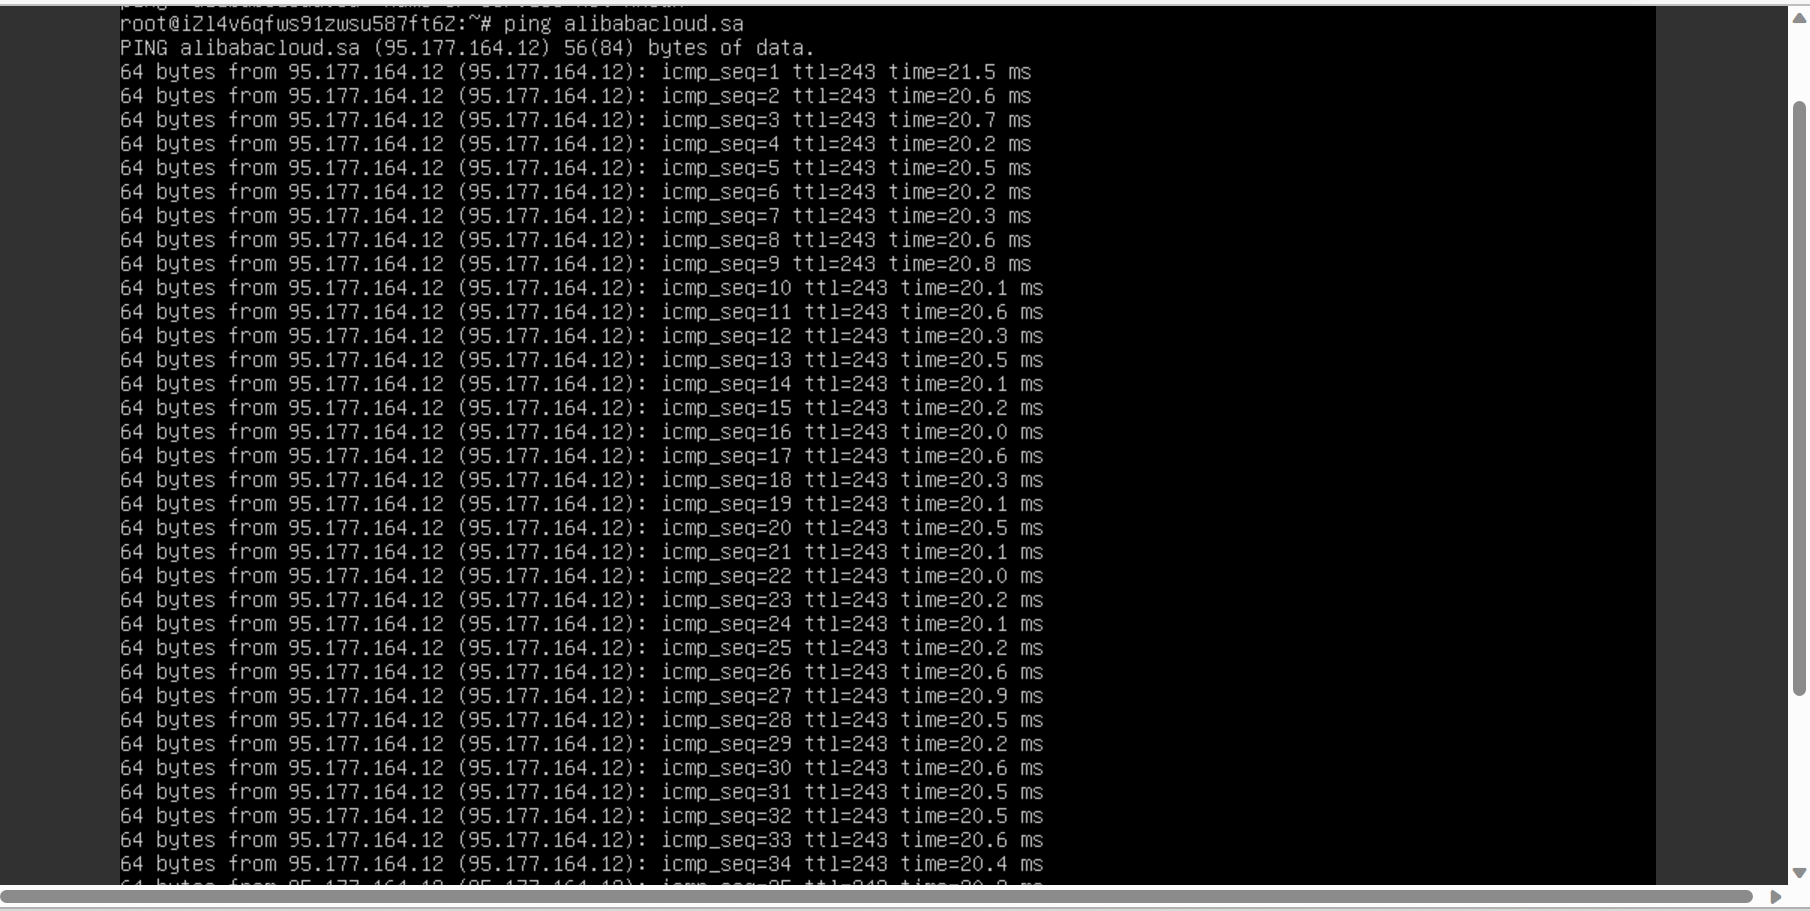 root@iZl4v6qfws91zwsu587ft6Z:~# ping alibabacloud.sa
PING alibabacloud.sa (95.177.164.12) 56(84) bytes of data.
64 bytes from 95.177.164.12 (95.177.164.12): icmp_seq=1 ttl=243 time=21.5 ms
64 bytes from 95.177.164.12 (95.177.164.12): icmp_seq=2 ttl=243 time=20.6 ms
64 bytes from 95.177.164.12 (95.177.164.12): icmp_seq=3 ttl=243 time=20.7 ms
64 bytes from 95.177.164.12 (95.177.164.12): icmp_seq=4 ttl=243 time=20.2 ms
64 bytes from 95.177.164.12 (95.177.164.12): icmp_seq=5 ttl=243 time=20.5 ms
64 bytes from 95.177.164.12 (95.177.164.12): icmp_seq=6 ttl=243 time=20.2 ms
64 bytes from 95.177.164.12 (95.177.164.12): icmp_seq=7 ttl=243 time=20.3 ms
64 bytes from 95.177.164.12 (95.177.164.12): icmp_seq=8 ttl=243 time=20.6 ms
64 bytes from 95.177.164.12 (95.177.164.12): icmp_seq=9 ttl=243 time=20.8 ms
64 bytes from 95.177.164.12 (95.177.164.12): icmp_seq=10 ttl=243 time=20.1 ms
64 bytes from 95.177.164.12 (95.177.164.12): icmp_seq=11 ttl=243 time=20.6 ms
64 bytes from 95.177.164.12 (95.177.164.12): icmp_seq=12 ttl=243 time=20.3 ms
64 bytes from 95.177.164.12 (95.177.164.12): icmp_seq=13 ttl=243 time=20.5 ms
64 bytes from 95.177.164.12 (95.177.164.12): icmp_seq=14 ttl=243 time=20.1 ms
64 bytes from 95.177.164.12 (95.177.164.12): icmp_seq=15 ttl=243 time=20.2 ms
64 bytes from 95.177.164.12 (95.177.164.12): icmp_seq=16 ttl=243 time=20.0 ms
64 bytes from 95.177.164.12 (95.177.164.12): icmp_seq=17 ttl=243 time=20.6 ms
64 bytes from 95.177.164.12 (95.177.164.12): icmp_seq=18 ttl=243 time=20.3 ms
64 bytes from 95.177.164.12 (95.177.164.12): icmp_seq=19 ttl=243 time=20.1 ms
64 bytes from 95.177.164.12 (95.177.164.12): icmp_seq=20 ttl=243 time=20.5 ms
64 bytes from 95.177.164.12 (95.177.164.12): icmp_seq=21 ttl=243 time=20.1 ms
64 bytes from 95.177.164.12 (95.177.164.12): icmp_seq=22 ttl=243 time=20.0 ms
64 bytes from 95.177.164.12 (95.177.164.12): icmp_seq=23 ttl=243 time=20.2 ms
64 bytes from 95.177.164.12 (95.177.164.12): icmp_seq=24 ttl=243 time=20.1 ms
64 bytes from 95.177.164.12 (95.177.164.12): icmp_seq=25 ttl=243 time=20.2 ms
64 bytes from 95.177.164.12 (95.177.164.12): icmp_seq=26 ttl=243 time=20.6 ms
64 bytes from 95.177.164.12 (95.177.164.12): icmp_seq=27 ttl=243 time=20.9 ms
64 bytes from 95.177.164.12 (95.177.164.12): icmp_seq=28 ttl=243 time=20.5 ms
64 bytes from 95.177.164.12 (95.177.164.12): icmp_seq=29 ttl=243 time=20.2 ms
64 bytes from 95.177.164.12 (95.177.164.12): icmp_seq=30 ttl=243 time=20.6 ms
64 bytes from 95.177.164.12 (95.177.164.12): icmp_seq=31 ttl=243 time=20.5 ms
64 bytes from 95.177.164.12 (95.177.164.12): icmp_seq=32 ttl=243 time=20.5 ms
64 bytes from 95.177.164.12 (95.177.164.12): icmp_seq=33 ttl=243 time=20.6 ms
64 bytes from 95.177.164.12 (95.177.164.12): icmp_seq=34 ttl=243 time=20.4 ms